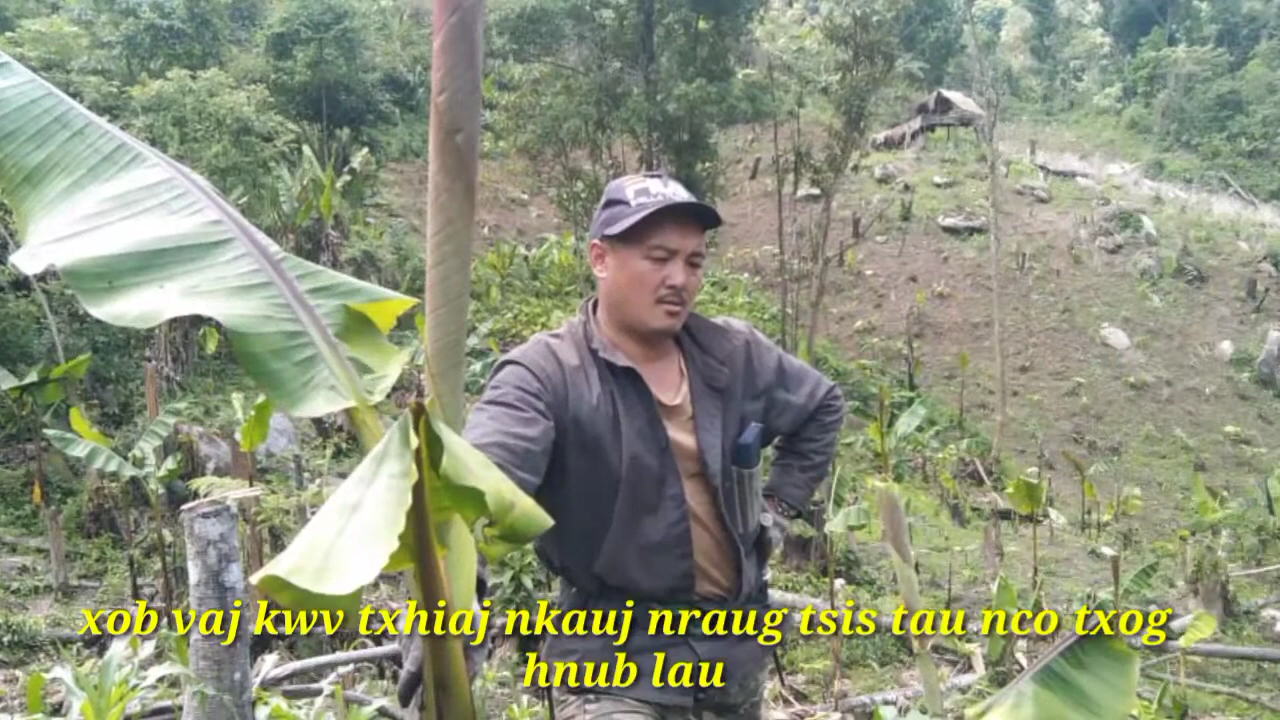 xob vaj kwv txhiaj nkauj nraug tsis tau nco txog
hnub lau